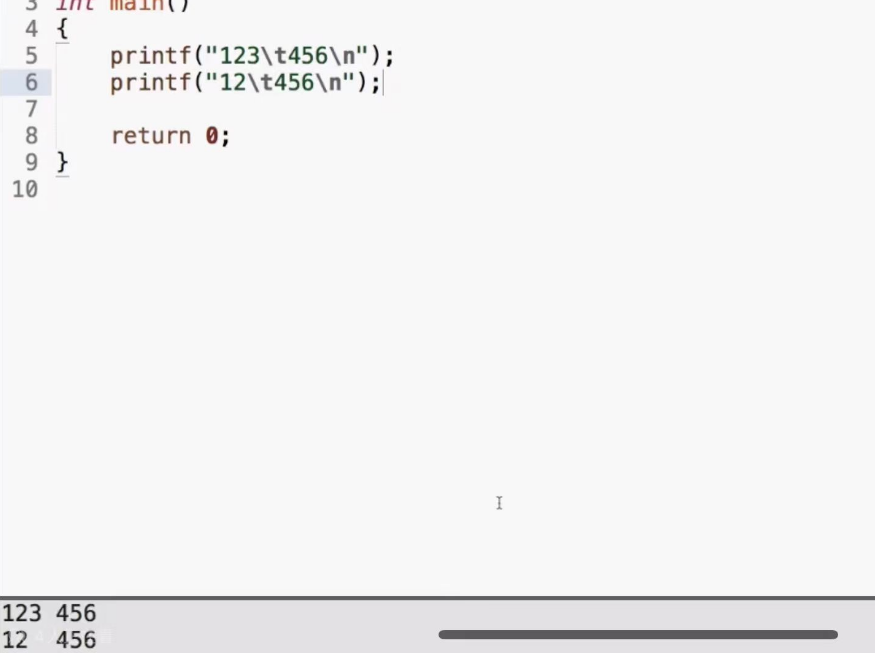 3 int main()
4 {
5     printf("123\t456\n");
6     printf("12\t456\n");
7
8     return 0;
9 }
10
123 456
12  456